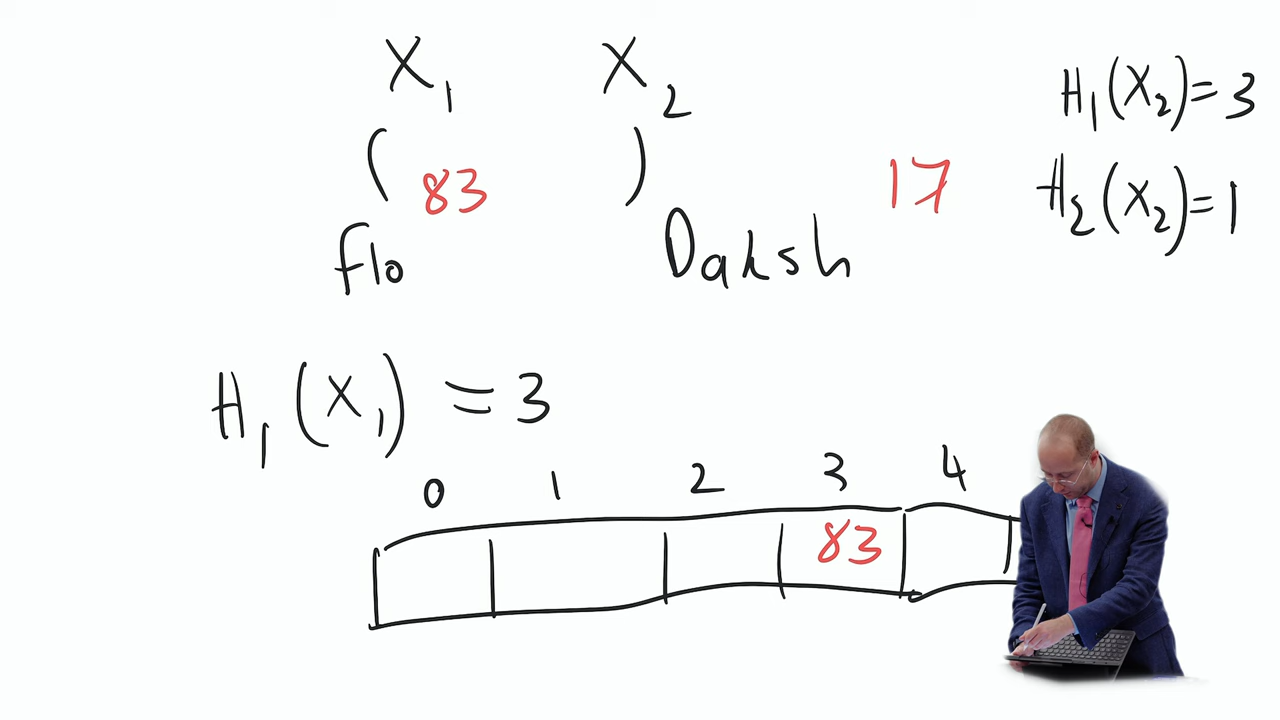 X₁ X₂
H₁(X₂)=3
( 83 ) 17
H₂(X₂)=1
Flo Daksh
H₁(X₁) = 3
0 1 2 3 4
83